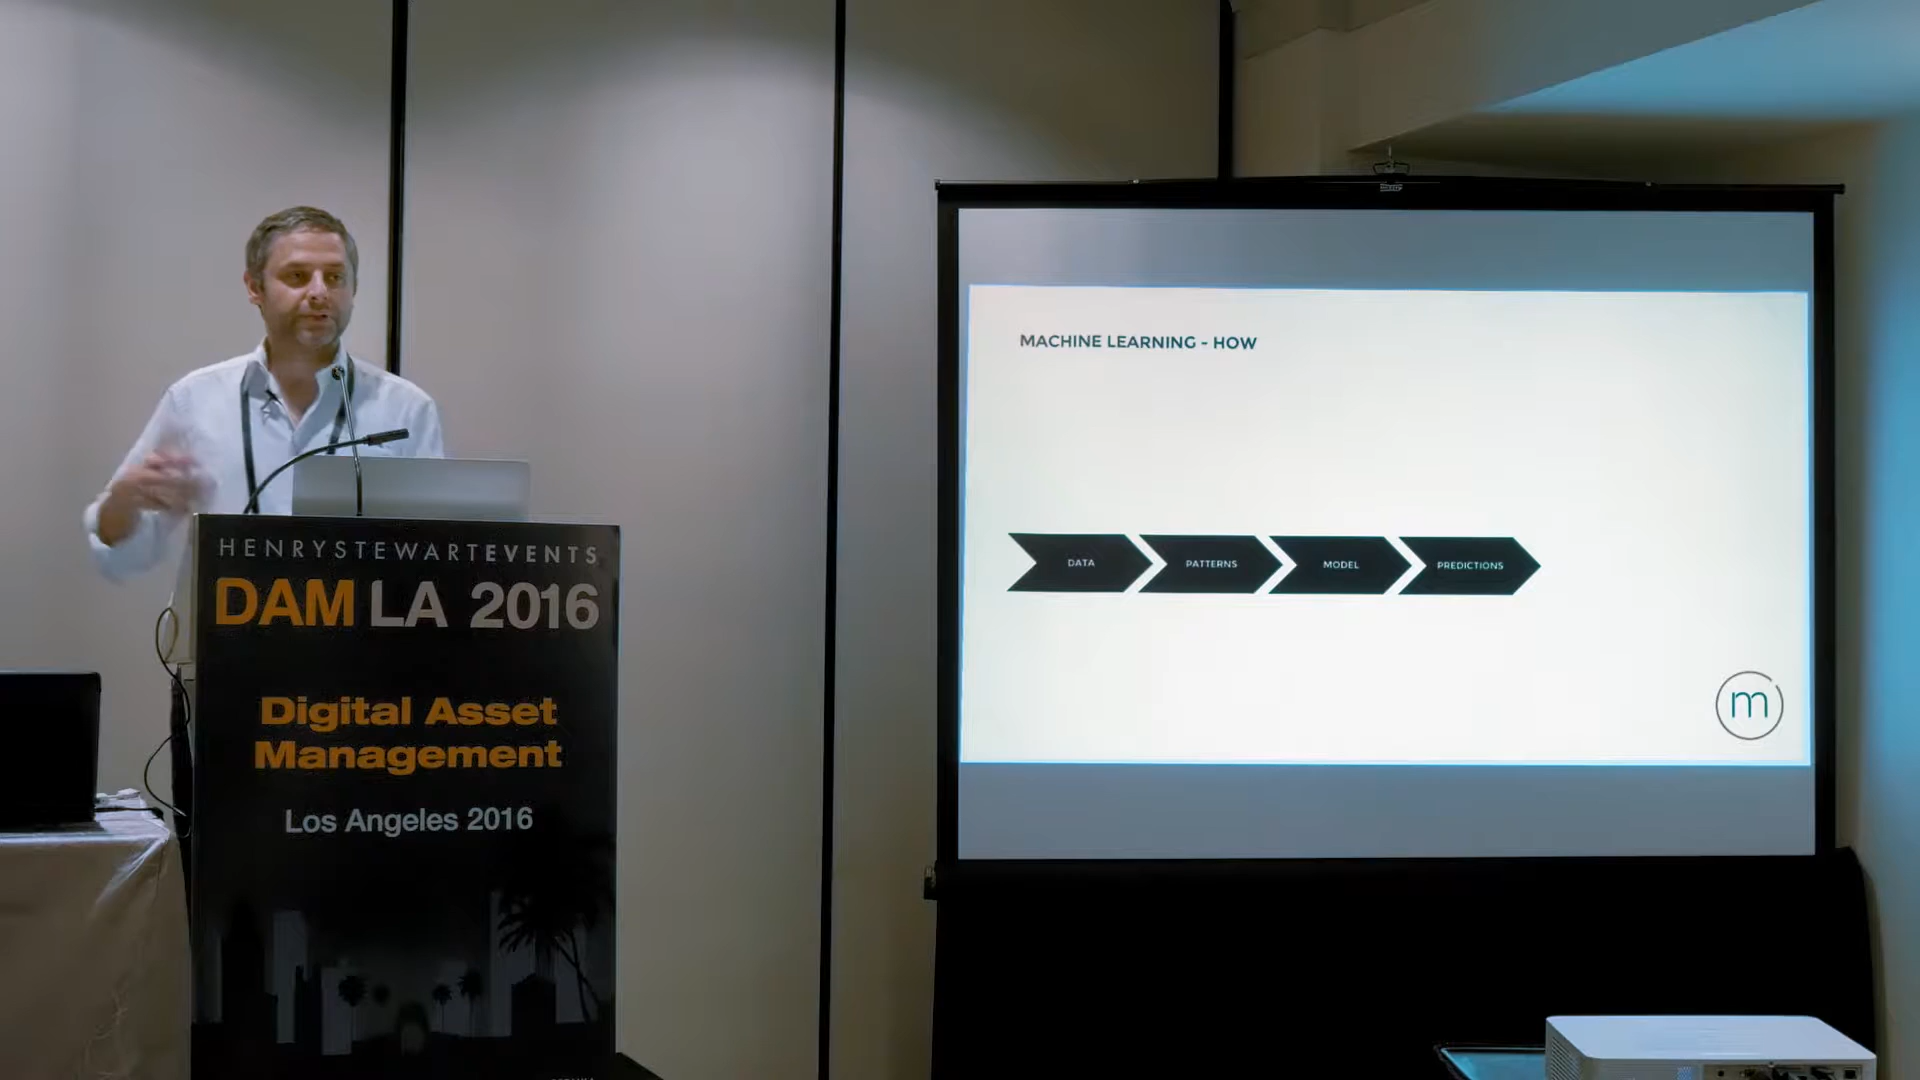 HENRYSTEWARTEVENTS
DAM LA 2016
Digital Asset
Management
Los Angeles 2016
MACHINE LEARNING - HOW
DATA
PATTERNS
MODEL
PREDICTIONS
m